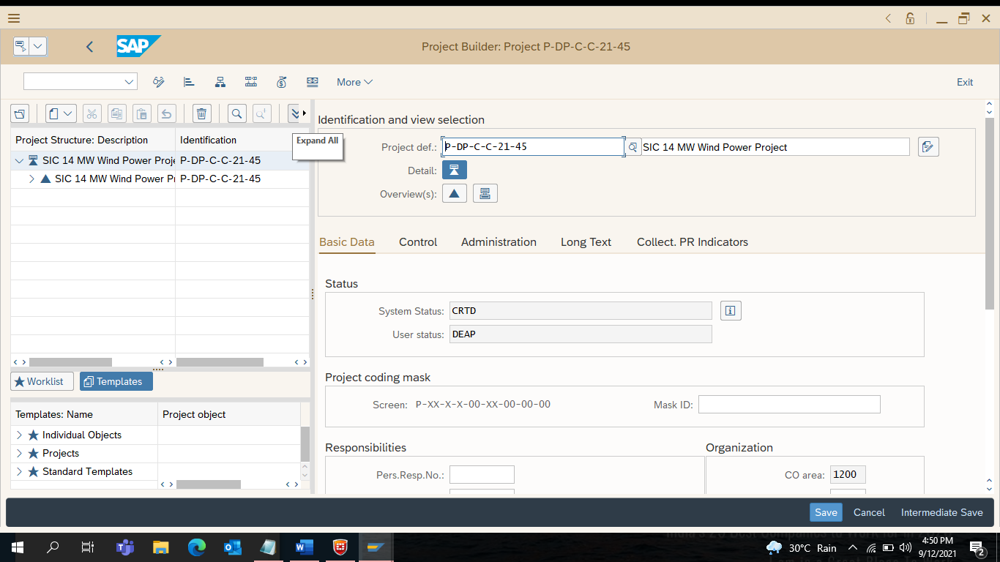 SAP
Project Builder: Project P-DP-C-C-21-45
More
Exit
Identification and view selection
Project Structure: Description
Identification
Expand All
Project def.:
P-DP-C-C-21-45
SIC 14 MW Wind Power Project
SIC 14 MW Wind Power Proje
P-DP-C-C-21-45
Detail:
SIC 14 MW Wind Power P
P-DP-C-C-21-45
Overview(s):
Basic Data
Control
Administration
Long Text
Collect. PR Indicators
Status
System Status:
CRTD
User status:
DEAP
Worklist
Templates
Project coding mask
Screen:
P-XX-X-X-00-XX-00-00-00
Mask ID:
Templates: Name
Project object
Individual Objects
Projects
Standard Templates
Responsibilities
Organization
Pers.Resp.No.:
CO area:
1200
Save
Cancel
Intermediate Save
30°C Rain
4:50 PM
9/12/2021
2